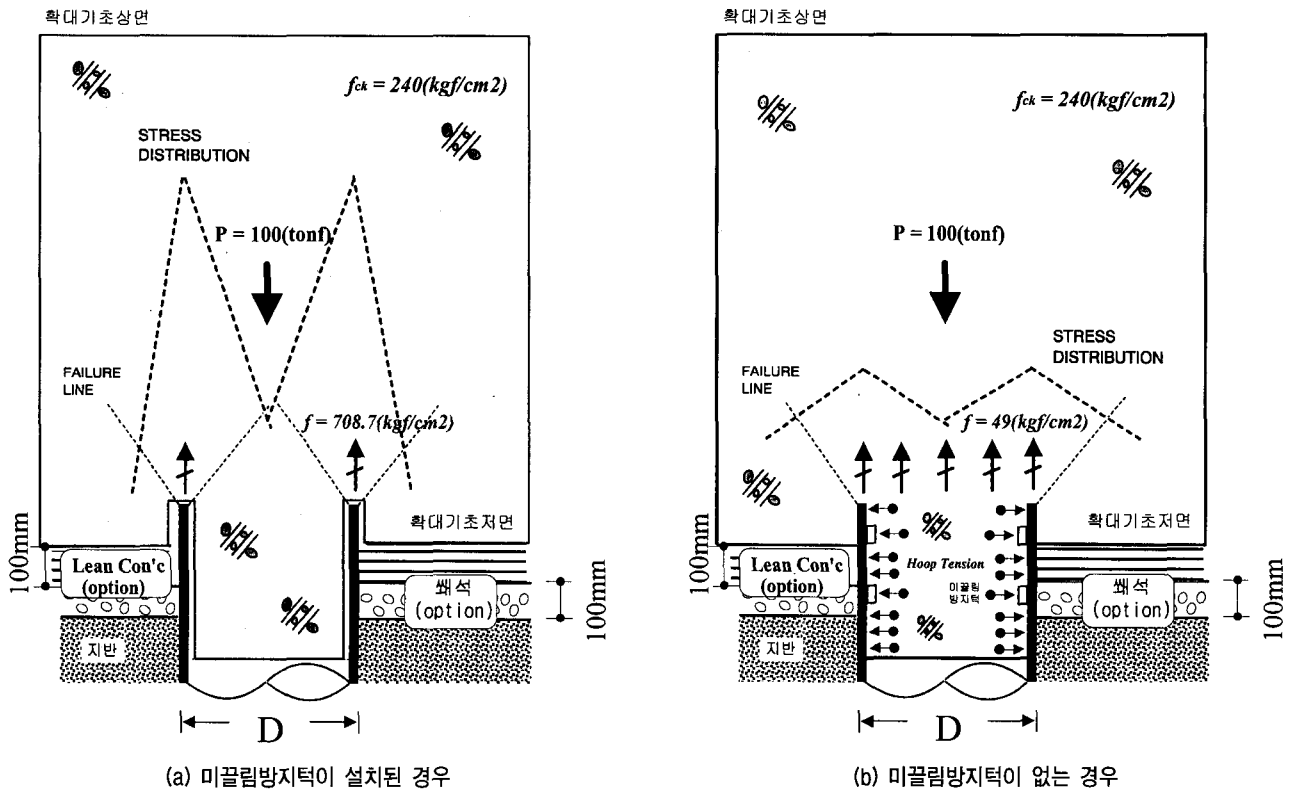 확대기초상면
fck = 240(kgf/cm2)
STRESS
DISTRIBUTION
P = 100(tonf)
FAILURE
LINE
f = 708.7(kgf/cm2)
확대기초저면
100mm
Lean Con'c
(option)
쇄석
(option)
100mm
지반
D
(a) 미끌림방지턱이 설치된 경우
확대기초상면
fck = 240(kgf/cm2)
P = 100(tonf)
STRESS
DISTRIBUTION
FAILURE
LINE
f = 49(kgf/cm2)
확대기초저면
100mm
Lean Con'c
(option)
Hoop Tension
미끌림
방지턱
쇄석
(option)
100mm
지반
D
(b) 미끌림방지턱이 없는 경우